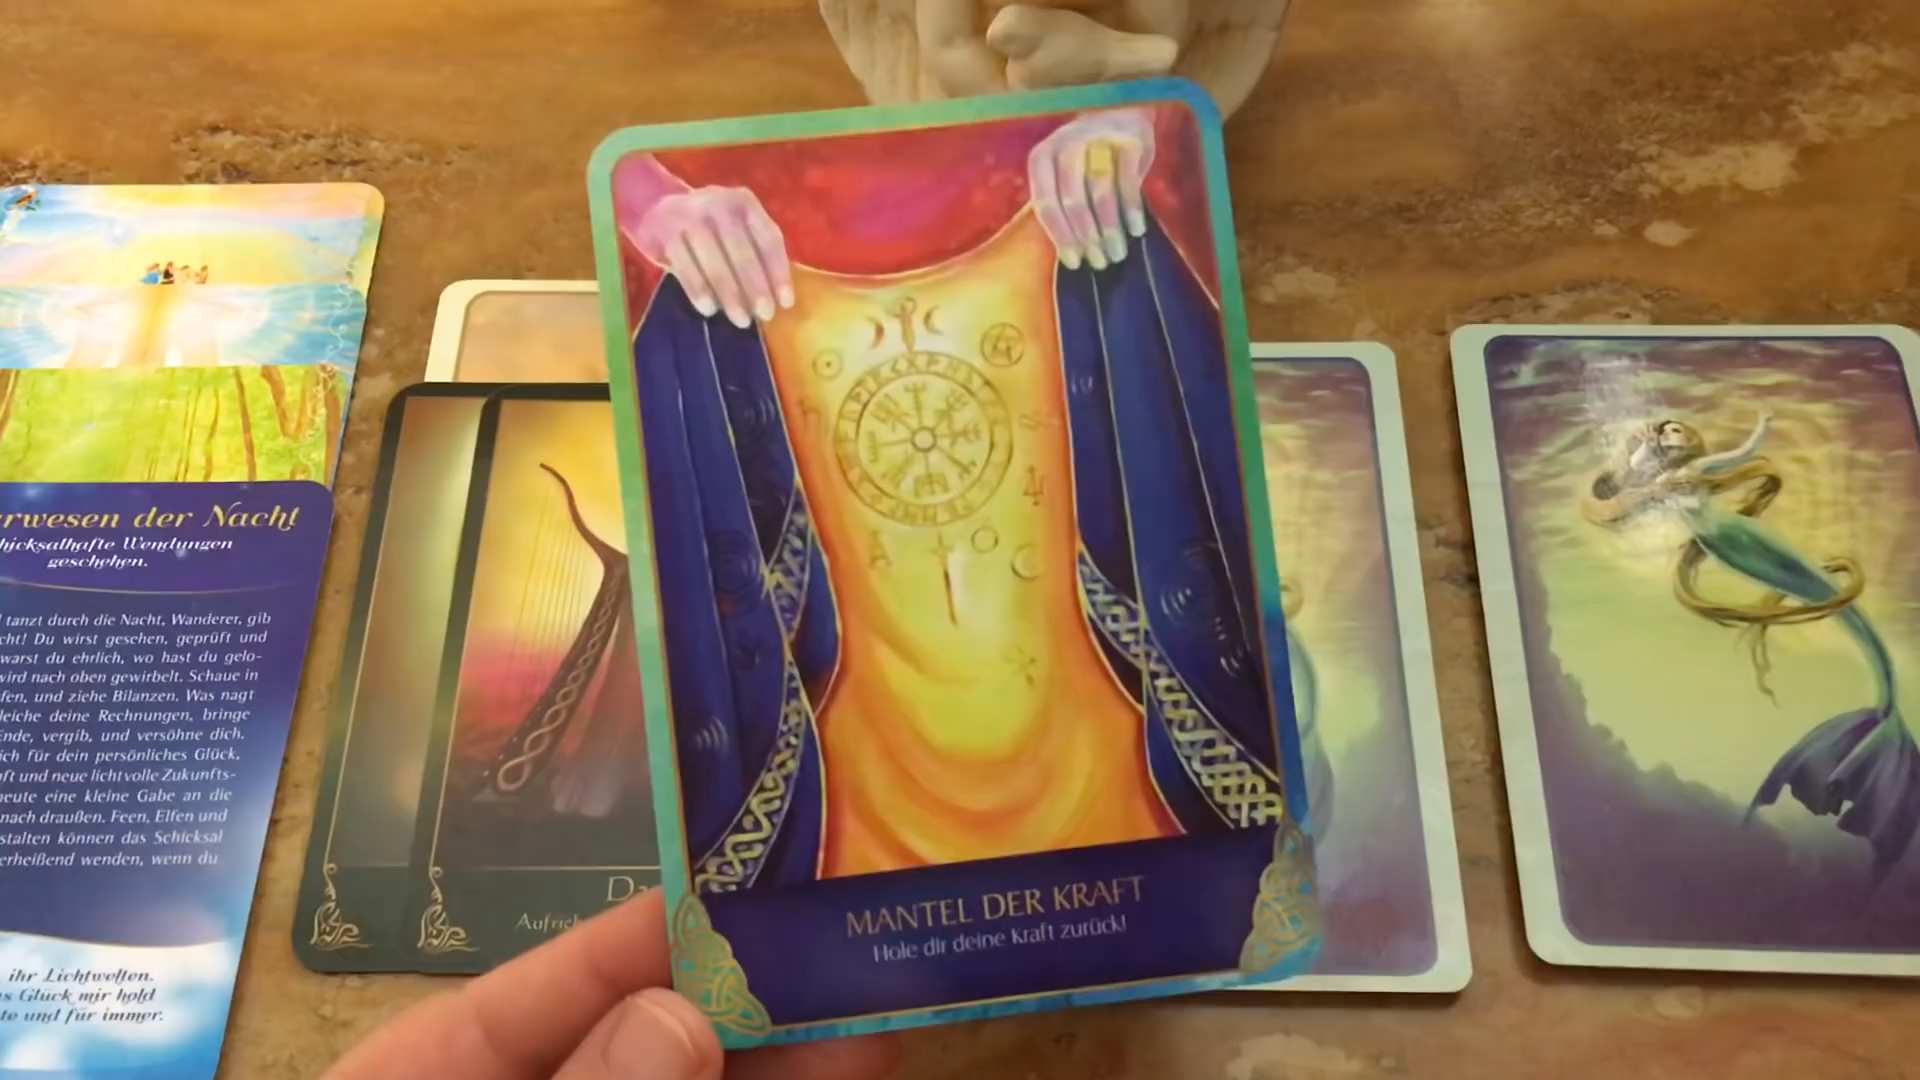 rwesen der Nacht
hicksalhafte Wendungen
geschehen.
tanzt durch die Nacht, Wanderer, gib
cht! Du wirst gesehen, geprüft und
warst du ehrlich, wo hast du gelo-
wird nach oben gewirbelt. Schaue in
fen, und ziehe Bilanzen. Was nagt
leiche deine Rechnungen, bringe
Ende, vergib, und versöhne dich.
ich für dein persönliches Glück,
ft und neue lichtvolle Zukunfts-
heute eine kleine Gabe an die
nach draußen. Feen, Elfen und
stalten können das Schicksal
erheißend wenden, wenn du
ihr Lichtwelten.
s Glück mir hold
te und für immer.
Da
Aufrich
MANTEL DER KRAFT
Hole dir deine Kraft zurück!